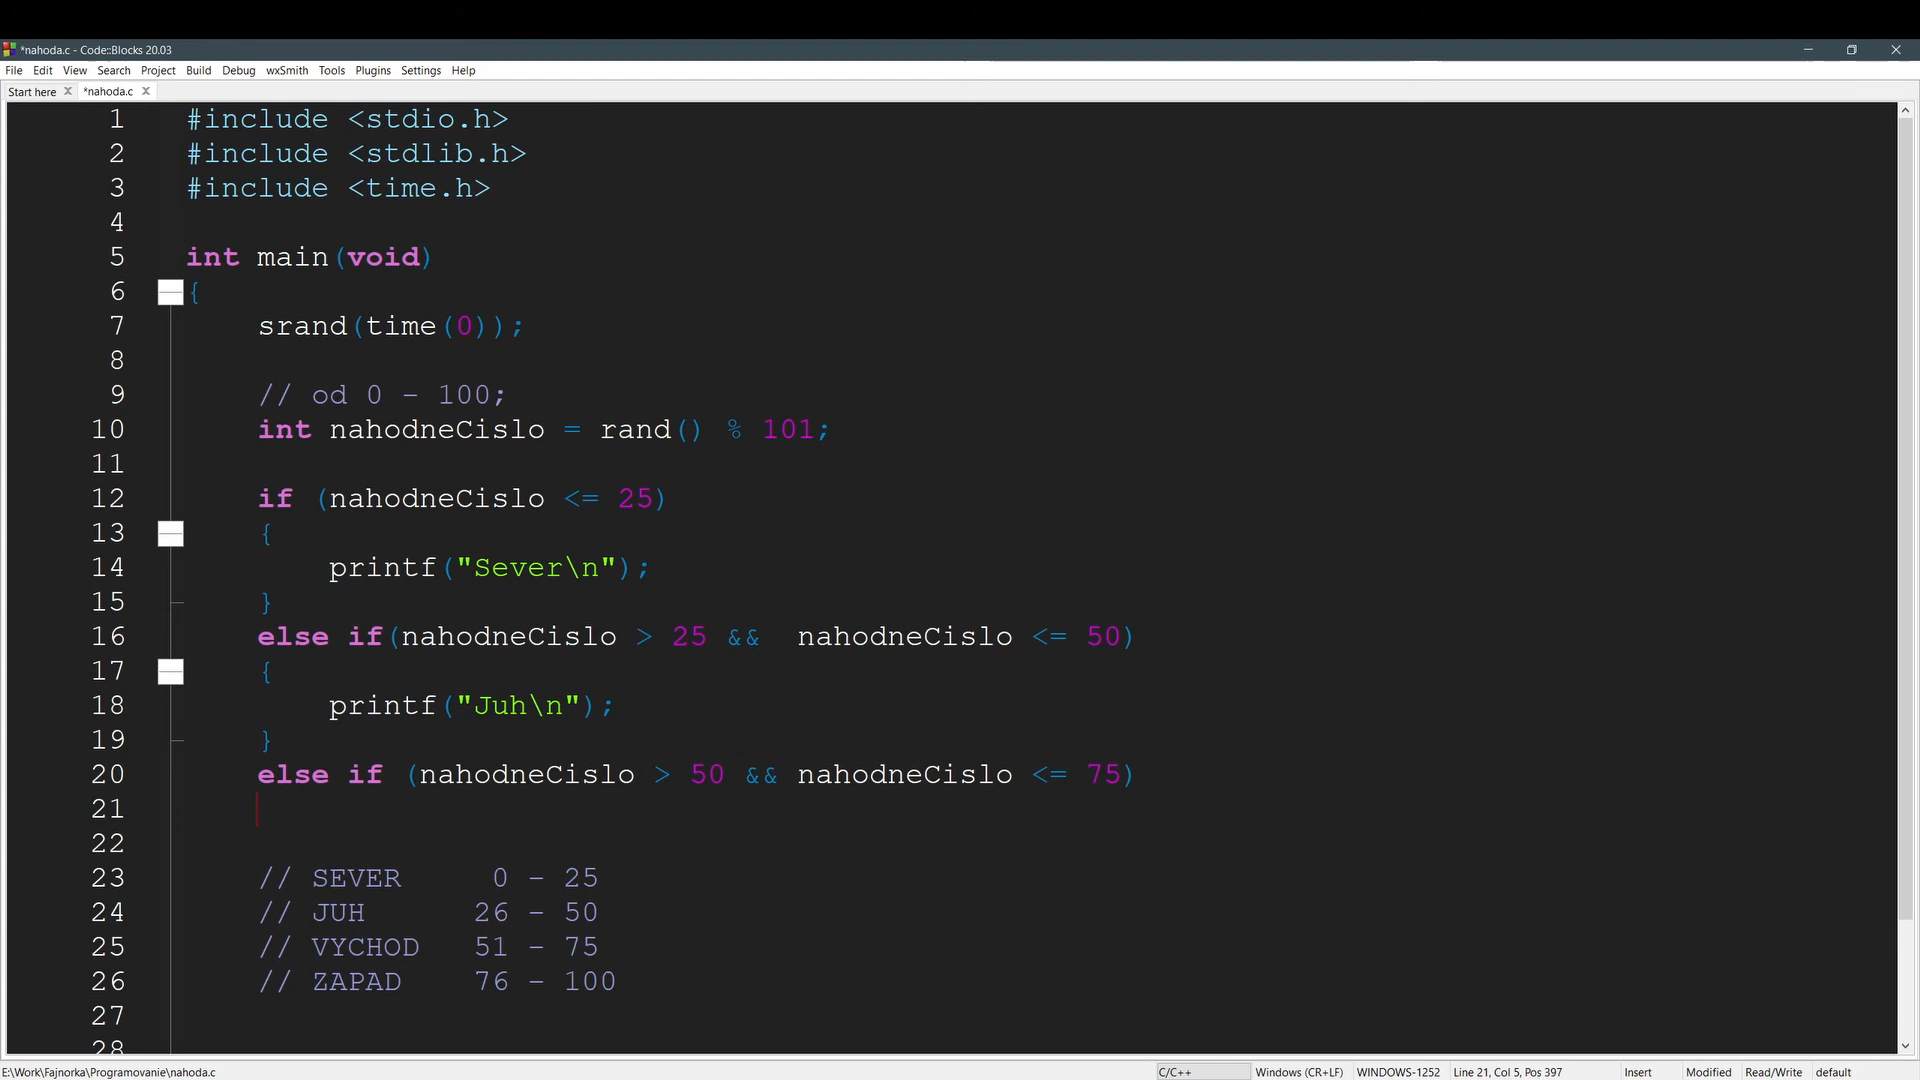 *nahoda.c - Code::Blocks 20.03
File Edit View Search Project Build Debug wxSmith Tools Plugins Settings Help
Start here *nahoda.c
1 #include <stdio.h>
2 #include <stdlib.h>
3 #include <time.h>
4
5 int main(void)
6 {
7 srand(time(0));
8
9 // od 0 - 100;
10 int nahodneCislo = rand() % 101;
11
12 if (nahodneCislo <= 25)
13 {
14 printf("Sever\n");
15 }
16 else if(nahodneCislo > 25 &&  nahodneCislo <= 50)
17 {
18 printf("Juh\n");
19 }
20 else if (nahodneCislo > 50 && nahodneCislo <= 75)
21
22
23 // SEVER     0 - 25
24 // JUH      26 - 50
25 // VYCHOD   51 - 75
26 // ZAPAD    76 - 100
27
28
E:\Work\Fajnorka\Programovanie\nahoda.c C/C++ Windows (CR+LF) WINDOWS-1252 Line 21, Col 5, Pos 397 Insert Modified Read/Write default